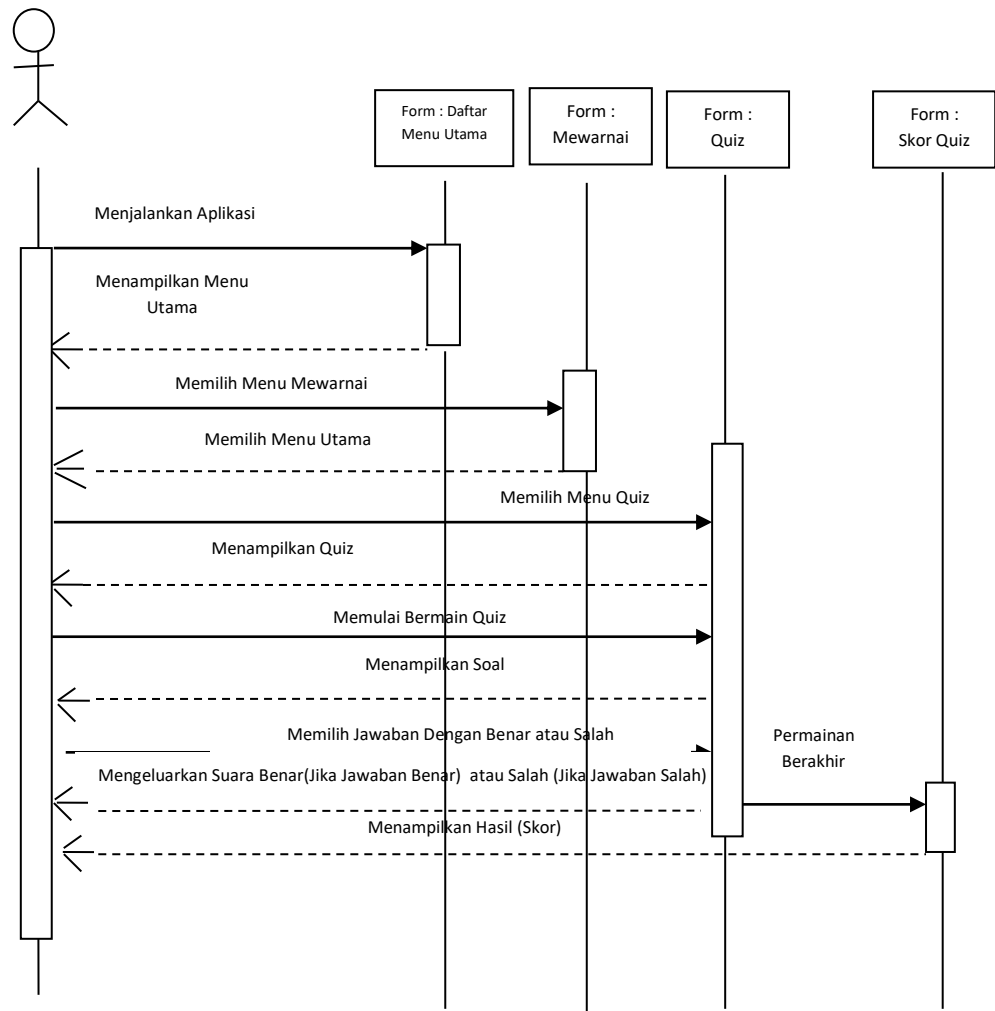 Form : Daftar
Menu Utama
Form :
Mewarnai
Form :
Quiz
Form :
Skor Quiz
Menjalankan Aplikasi
Menampilkan Menu
Utama
Memilih Menu Mewarnai
Memilih Menu Utama
Memilih Menu Quiz
Menampilkan Quiz
Memulai Bermain Quiz
Menampilkan Soal
Memilih Jawaban Dengan Benar atau Salah
Permainan
Berakhir
Mengeluarkan Suara Benar(Jika Jawaban Benar)  atau Salah (Jika Jawaban Salah)
Menampilkan Hasil (Skor)